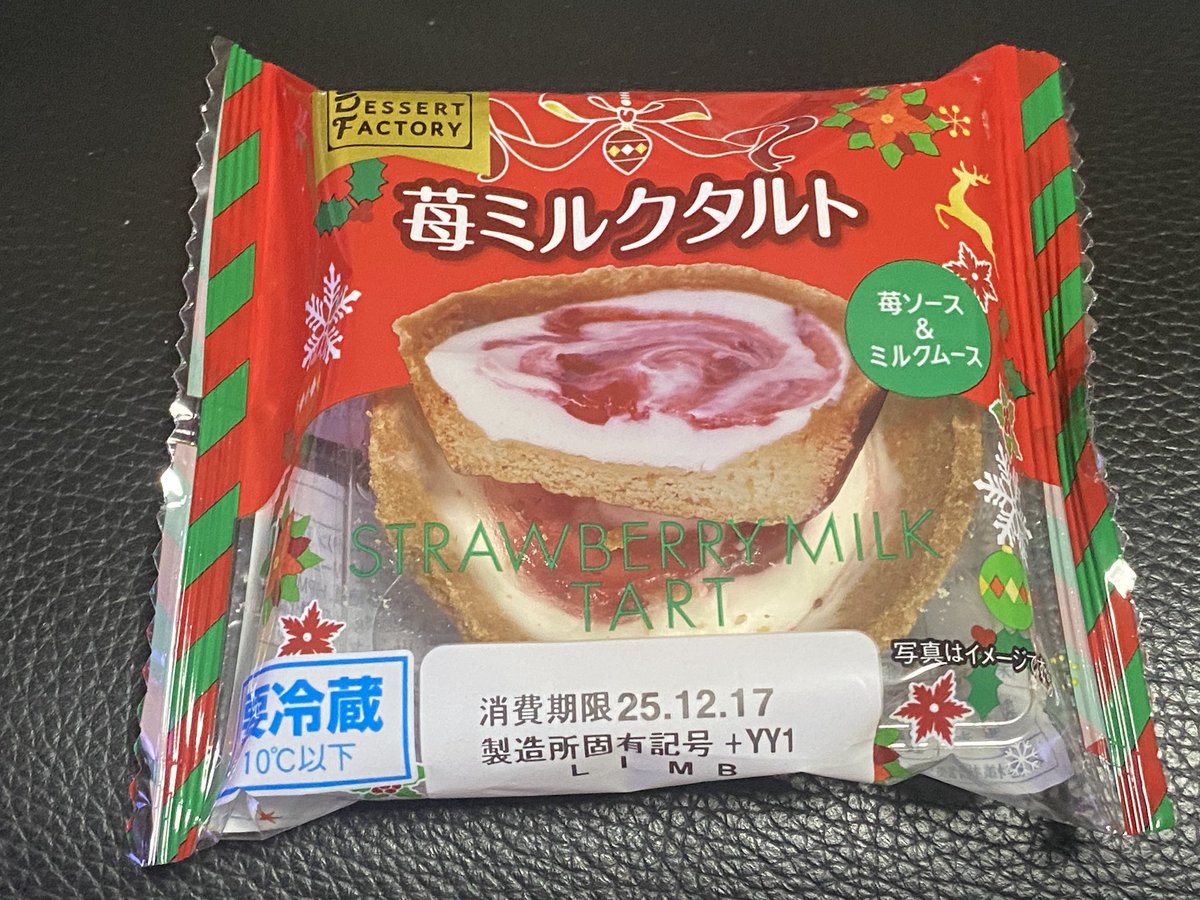 DESSERT
FACTORY
苺ミルクタルト
苺ソース
&
ミルクムース
STRAWBERRY MILK
TART
写真はイメージで
要冷蔵
10℃以下
消費期限 25.12.17
製造所固有記号 +YY1
L I M B